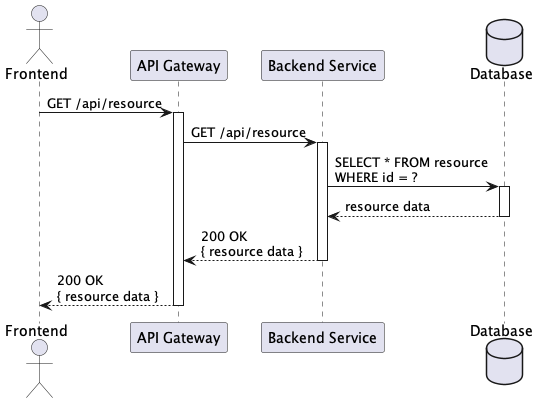 Frontend
API Gateway
Backend Service
Database
GET /api/resource
GET /api/resource
SELECT * FROM resource
WHERE id = ?
resource data
200 OK
{ resource data }
200 OK
{ resource data }
Frontend
API Gateway
Backend Service
Database